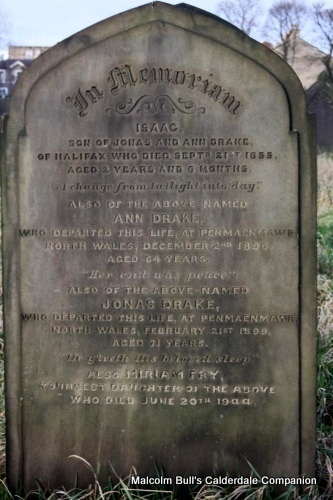 In Memoriam
ISAAC,
SON OF JONAS AND ANN DRAKE,
OF HALIFAX WHO DIED SEPTR 21ST 1855,
AGED 2 YEARS AND 6 MONTHS.
"I change from twilight into day."
ALSO OF THE ABOVE NAMED
ANN DRAKE,
WHO DEPARTED THIS LIFE, AT PENMAENMAWR,
NORTH WALES, DECEMBER 2ND 1896,
AGED 64 YEARS.
"Her end was peace."
ALSO OF THE ABOVE-NAMED
JONAS DRAKE,
WHO DEPARTED THIS LIFE, AT PENMAENMAWR
NORTH WALES, FEBRUARY 21ST 1899,
AGED 71 YEARS.
"He giveth His beloved sleep"
ALSO MIRIAM FRY,
YOUNGEST DAUGHTER OF THE ABOVE
WHO DIED JUNE 20TH 1944.
Malcolm Bull's Calderdale Companion